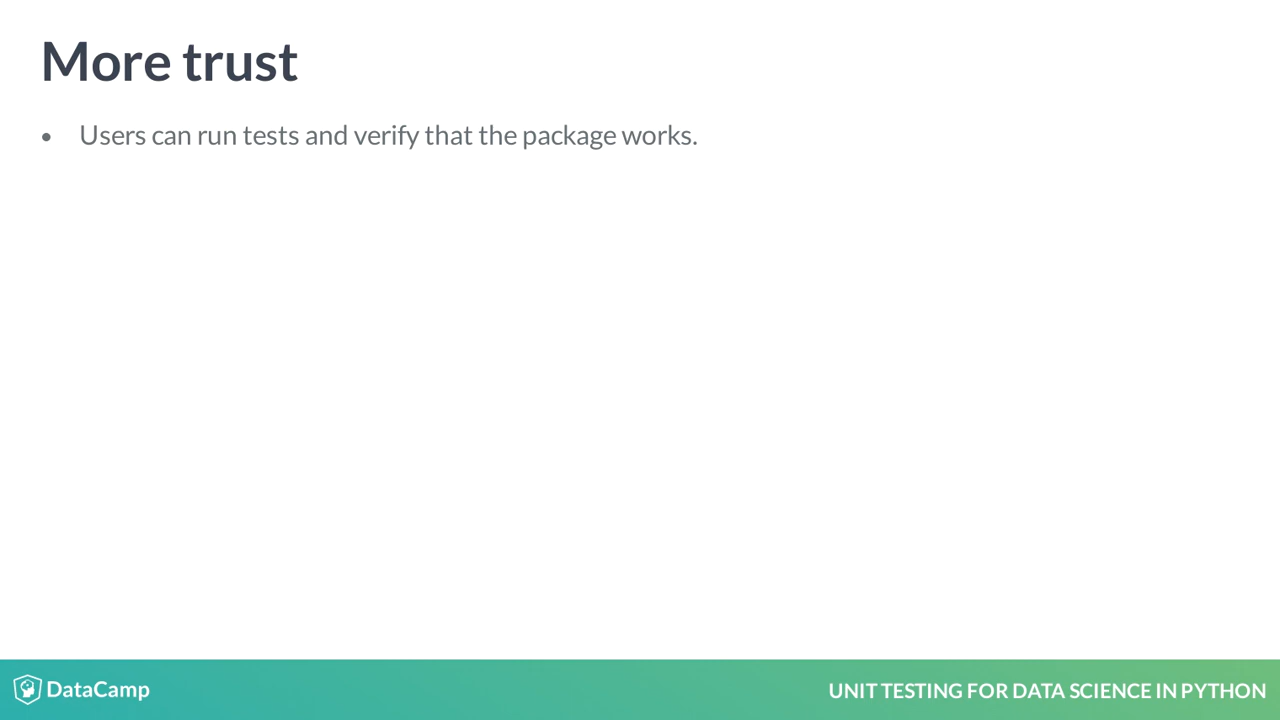 More trust
• Users can run tests and verify that the package works.
DataCamp
UNIT TESTING FOR DATA SCIENCE IN PYTHON